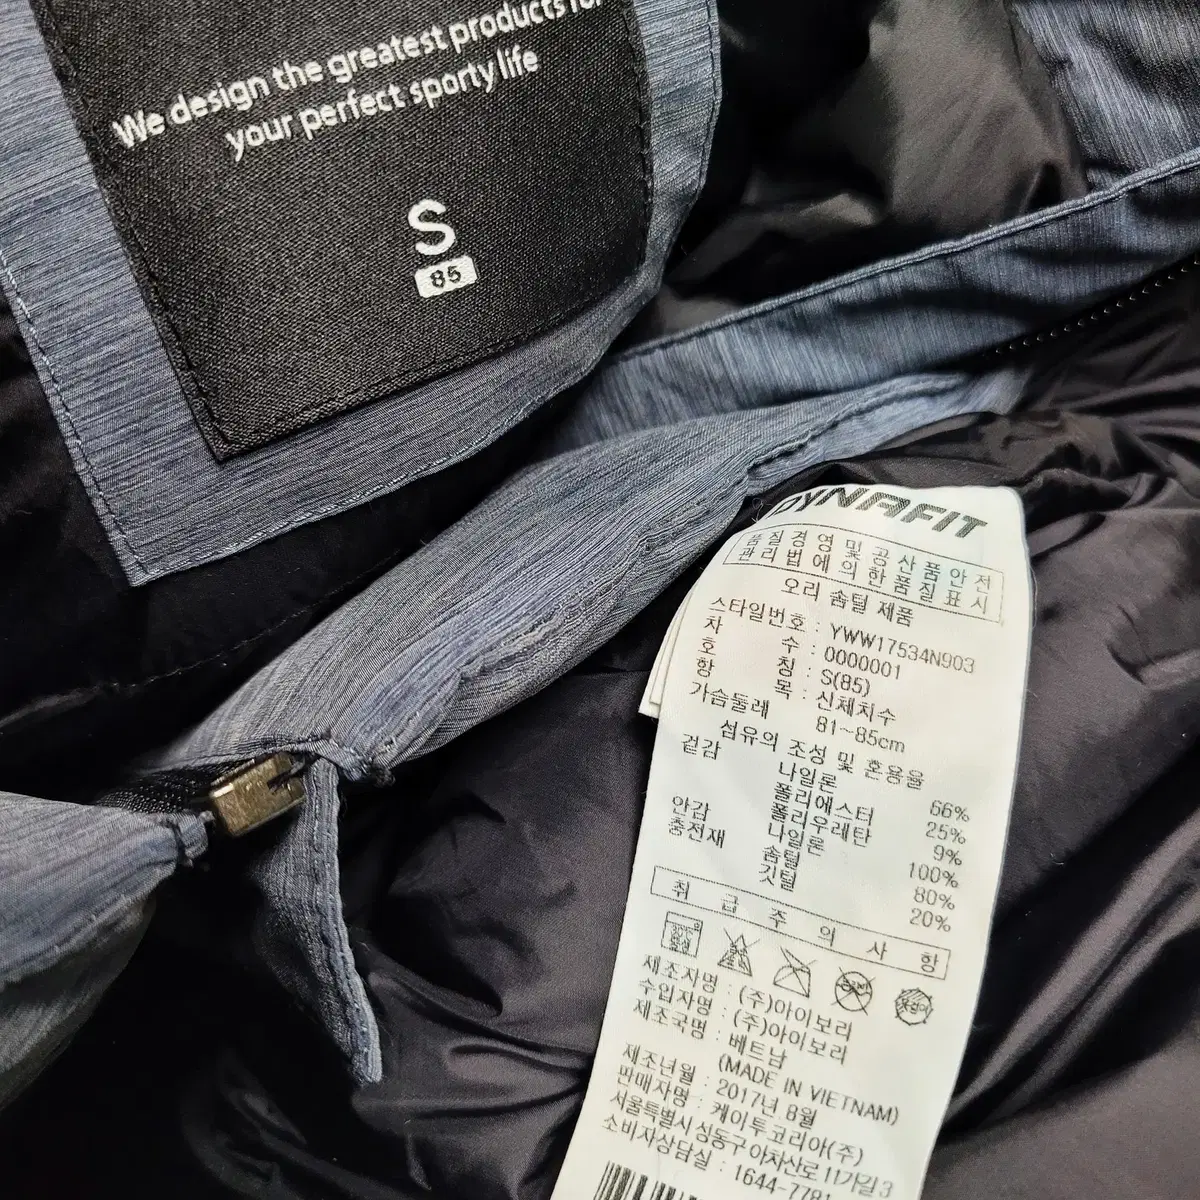 We design the greatest products for
your perfect sporty life
S
85
DYNAFIT
품질경영 및 공산품안전
관리법에 의한 품질표시
오리 솜털 제품
스타일번호 : YWW17534N903
차 수 : 0000001
호 칭 : S(85)
항 목 : 신체치수
가슴둘레 81~85cm
섬유의 조성 및 혼용율
겉감 나일론 66%
폴리에스터 25%
폴리우레탄 9%
안감 나일론 100%
충전재 솜털 80%
깃털 20%
취급주의사항
제조자명 : (주)아이보리
수입자명 : (주)아이보리
제조국명 : 베트남
(MADE IN VIETNAM)
제조년월 : 2017년 8월
판매자명 : 케이투코리아(주)
서울특별시 성동구 아차산로 11가길 3
소비자상담실 : 1644-7781